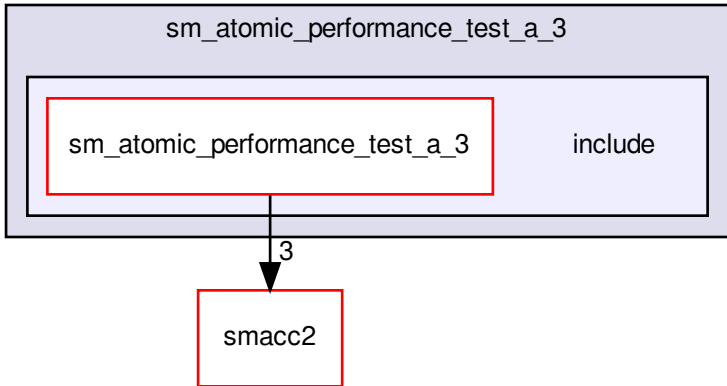 sm_atomic_performance_test_a_3
sm_atomic_performance_test_a_3
include
3
smacc2